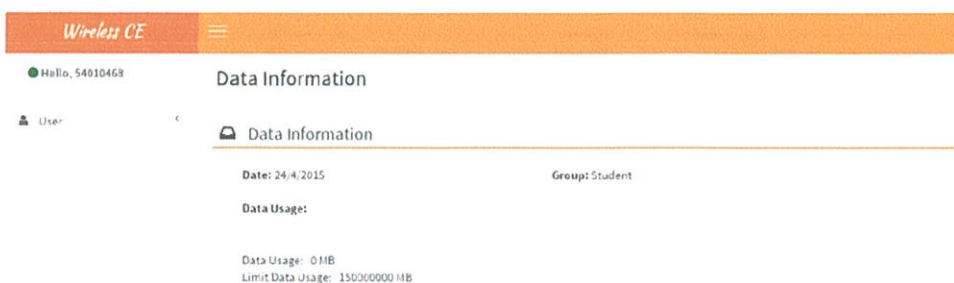 Wireless CE
Hello, 54010468
Data Information
User
Data Information
Date: 24/4/2015 Group: Student
Data Usage:
Data Usage: 0 MB
Limit Data Usage: 150000000 MB